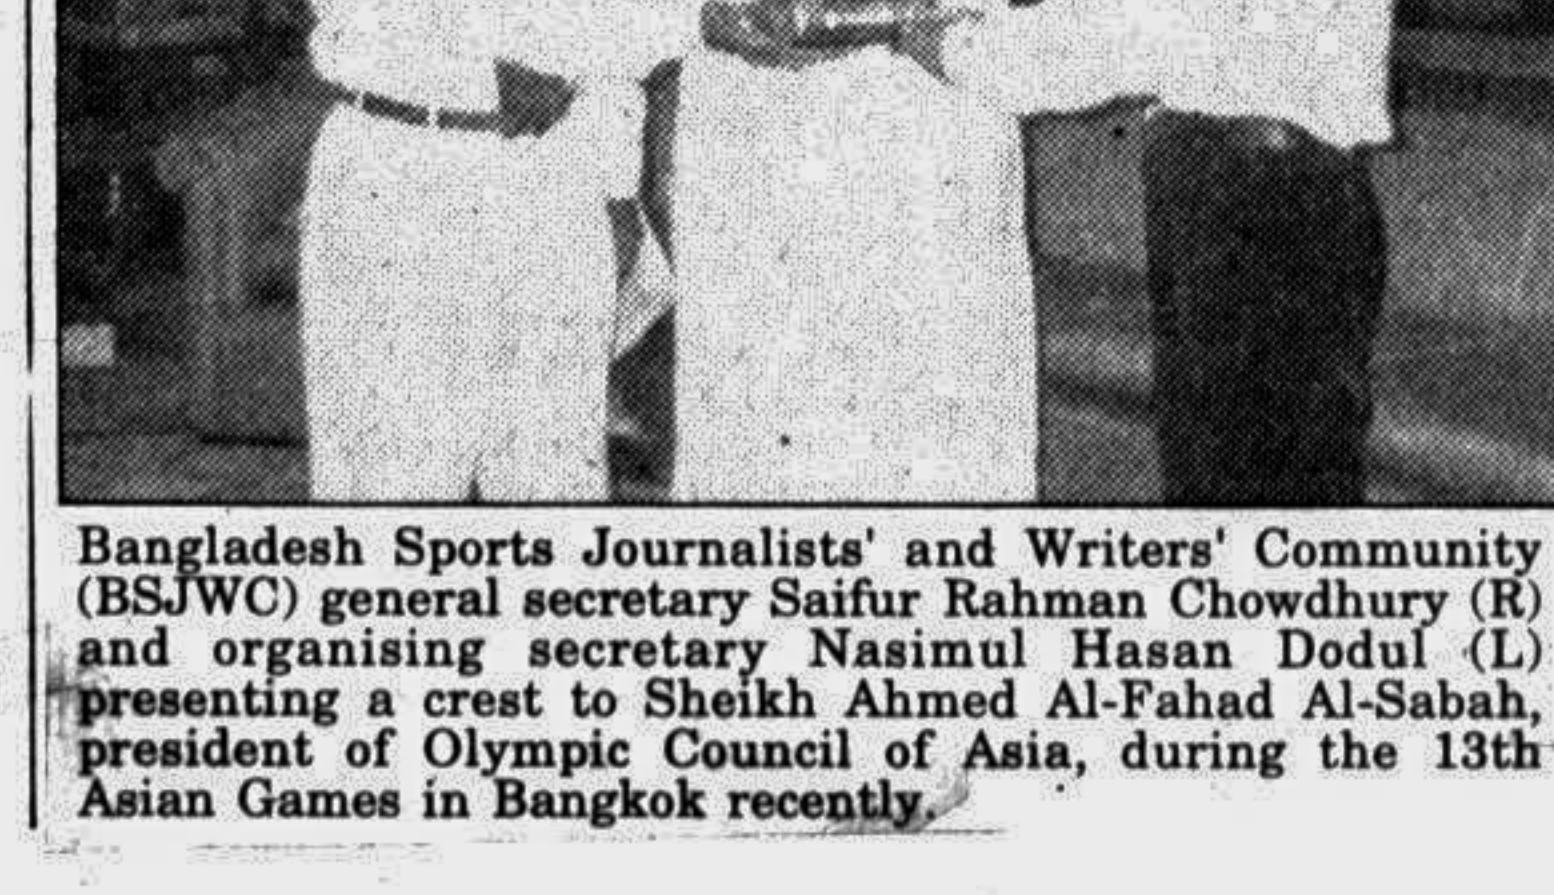 Bangladesh Sports Journalists' and Writers' Community
(BSJWC) general secretary Saifur Rahman Chowdhury (R)
and organising secretary Nasimul Hasan Dodul (L)
presenting a crest to Sheikh Ahmed Al-Fahad Al-Sabah,
president of Olympic Council of Asia, during the 13th
Asian Games in Bangkok recently.